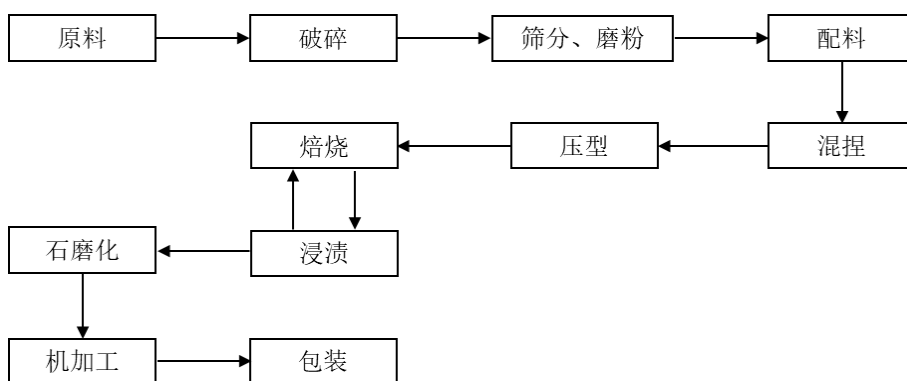 原料
破碎
筛分、磨粉
配料
混捏
压型
焙烧
浸渍
石磨化
机加工
包装